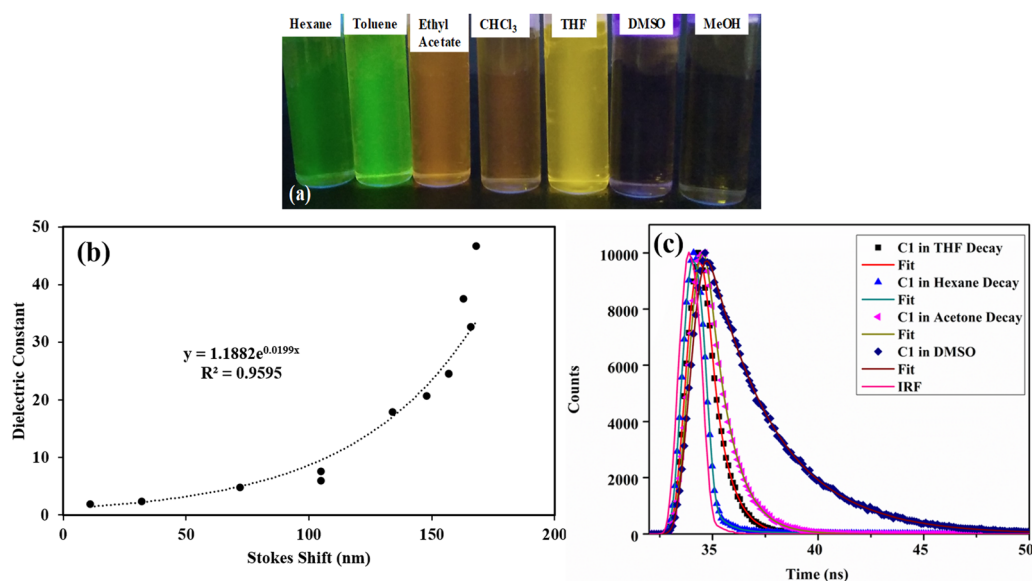 Hexane
Toluene
Ethyl
Acetate
CHCl₃
THF
DMSO
MeOH
(a)
50
40
30
20
10
0
0
50
100
150
200
Dielectric Constant
Stokes Shift (nm)
(b)
y = 1.1882e^0.0199x
R² = 0.9595
10000
8000
6000
4000
2000
0
35
40
45
50
Counts
Time (ns)
(c)
C1 in THF Decay
Fit
C1 in Hexane Decay
Fit
C1 in Acetone Decay
Fit
C1 in DMSO
Fit
IRF